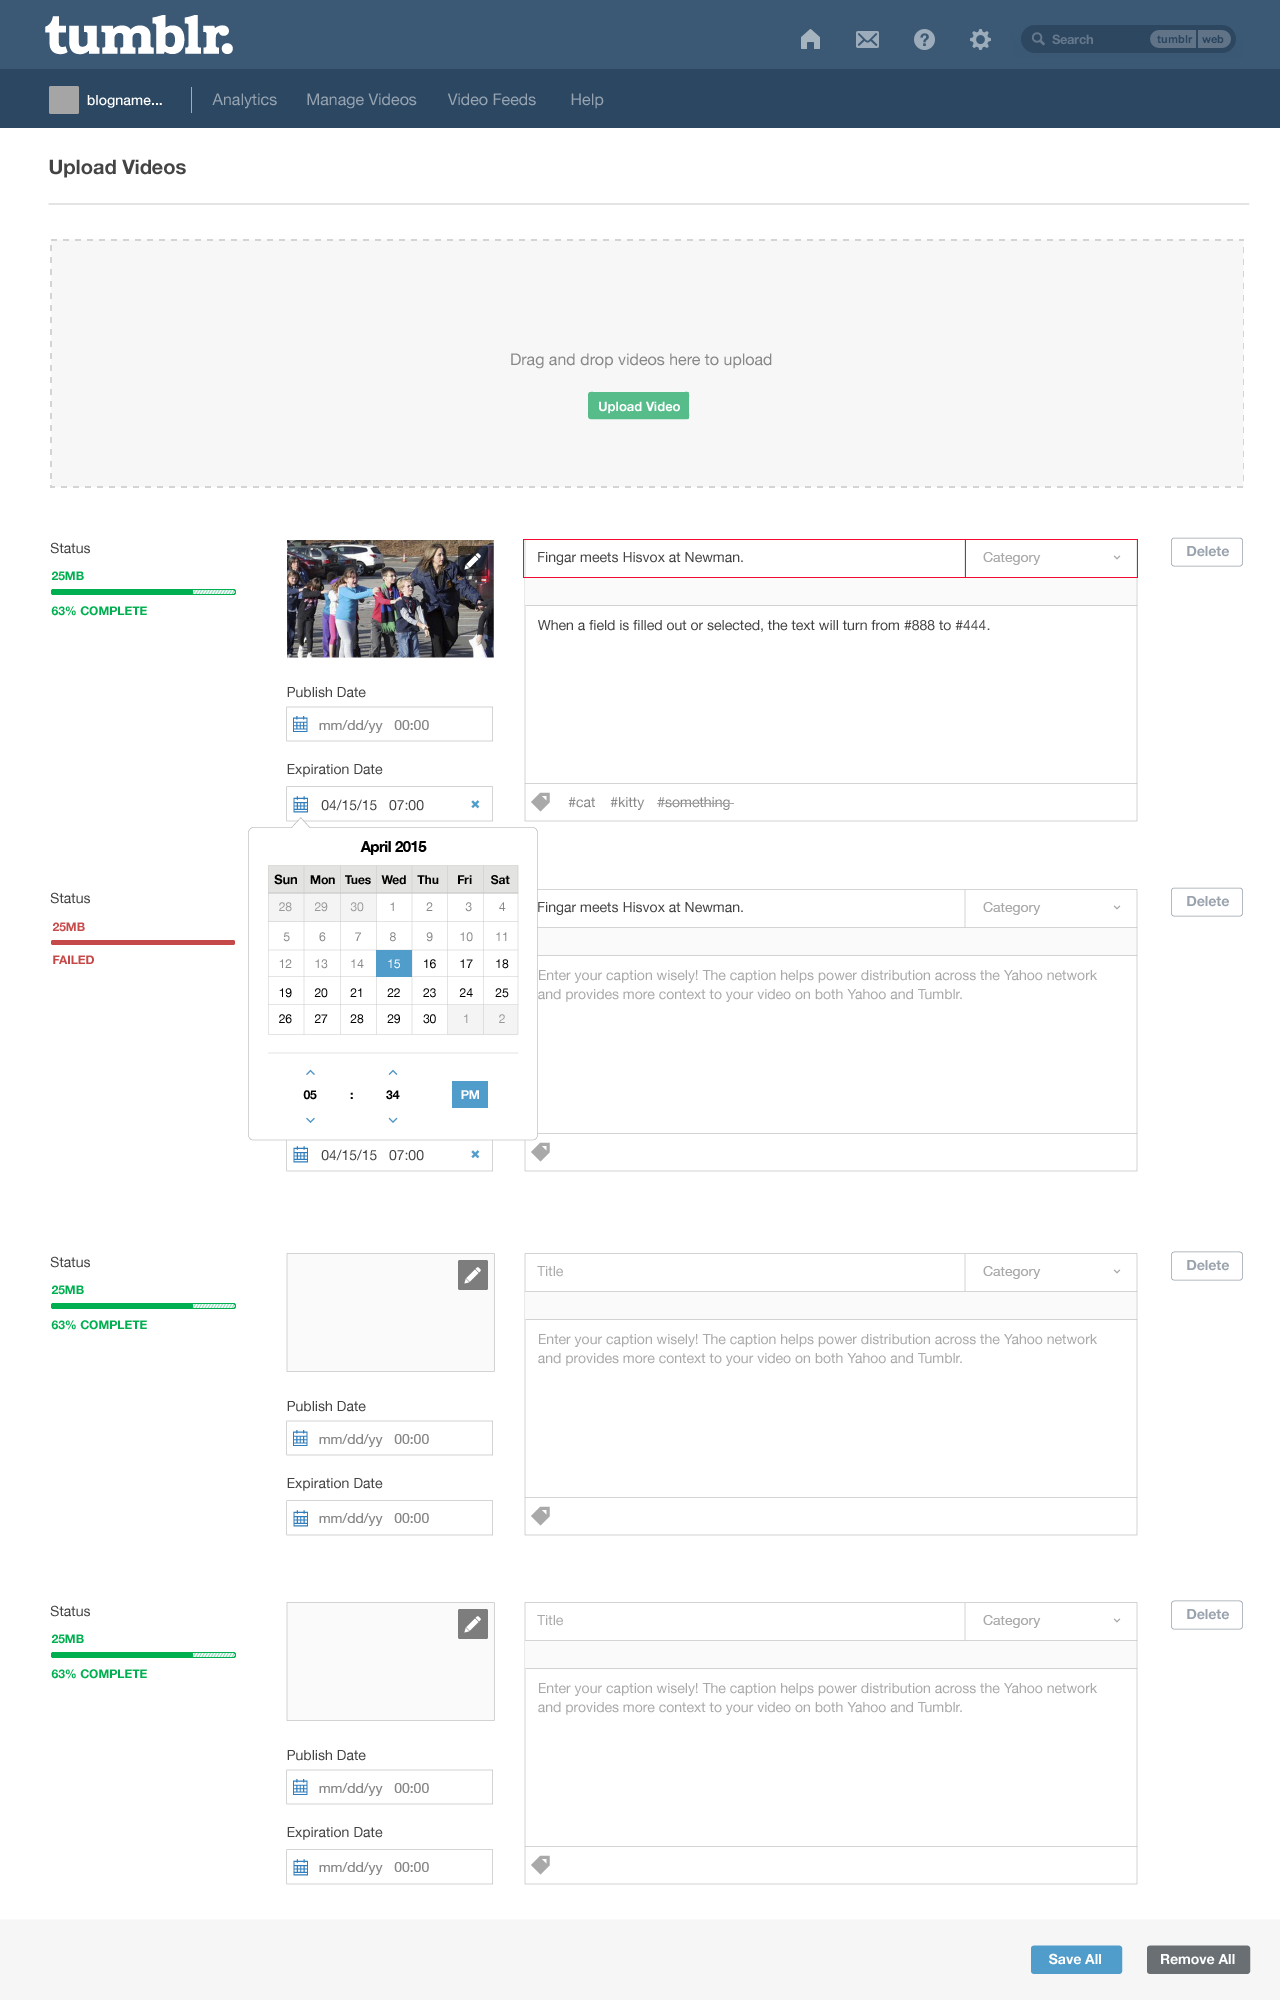 tumblr.
Search tumblr web
blogname... Analytics Manage Videos Video Feeds Help
Upload Videos
Drag and drop videos here to upload
Upload Video
Status
25MB
63% COMPLETE
Publish Date
mm/dd/yy 00:00
Expiration Date
04/15/15 07:00
Fingar meets Hisvox at Newman. Category
Delete
When a field is filled out or selected, the text will turn from #888 to #444.
#cat #kitty #something
April 2015
Sun Mon Tues Wed Thu Fri Sat
28 29 30 1 2 3 4
5 6 7 8 9 10 11
12 13 14 15 16 17 18
19 20 21 22 23 24 25
26 27 28 29 30 1 2
05 : 34 PM
Status
25MB
FAILED
04/15/15 07:00
Fingar meets Hisvox at Newman. Category
Delete
Enter your caption wisely! The caption helps power distribution across the Yahoo network
and provides more context to your video on both Yahoo and Tumblr.
Status
25MB
63% COMPLETE
Publish Date
mm/dd/yy 00:00
Expiration Date
mm/dd/yy 00:00
Title Category
Delete
Enter your caption wisely! The caption helps power distribution across the Yahoo network
and provides more context to your video on both Yahoo and Tumblr.
Status
25MB
63% COMPLETE
Publish Date
mm/dd/yy 00:00
Expiration Date
mm/dd/yy 00:00
Title Category
Delete
Enter your caption wisely! The caption helps power distribution across the Yahoo network
and provides more context to your video on both Yahoo and Tumblr.
Save All Remove All